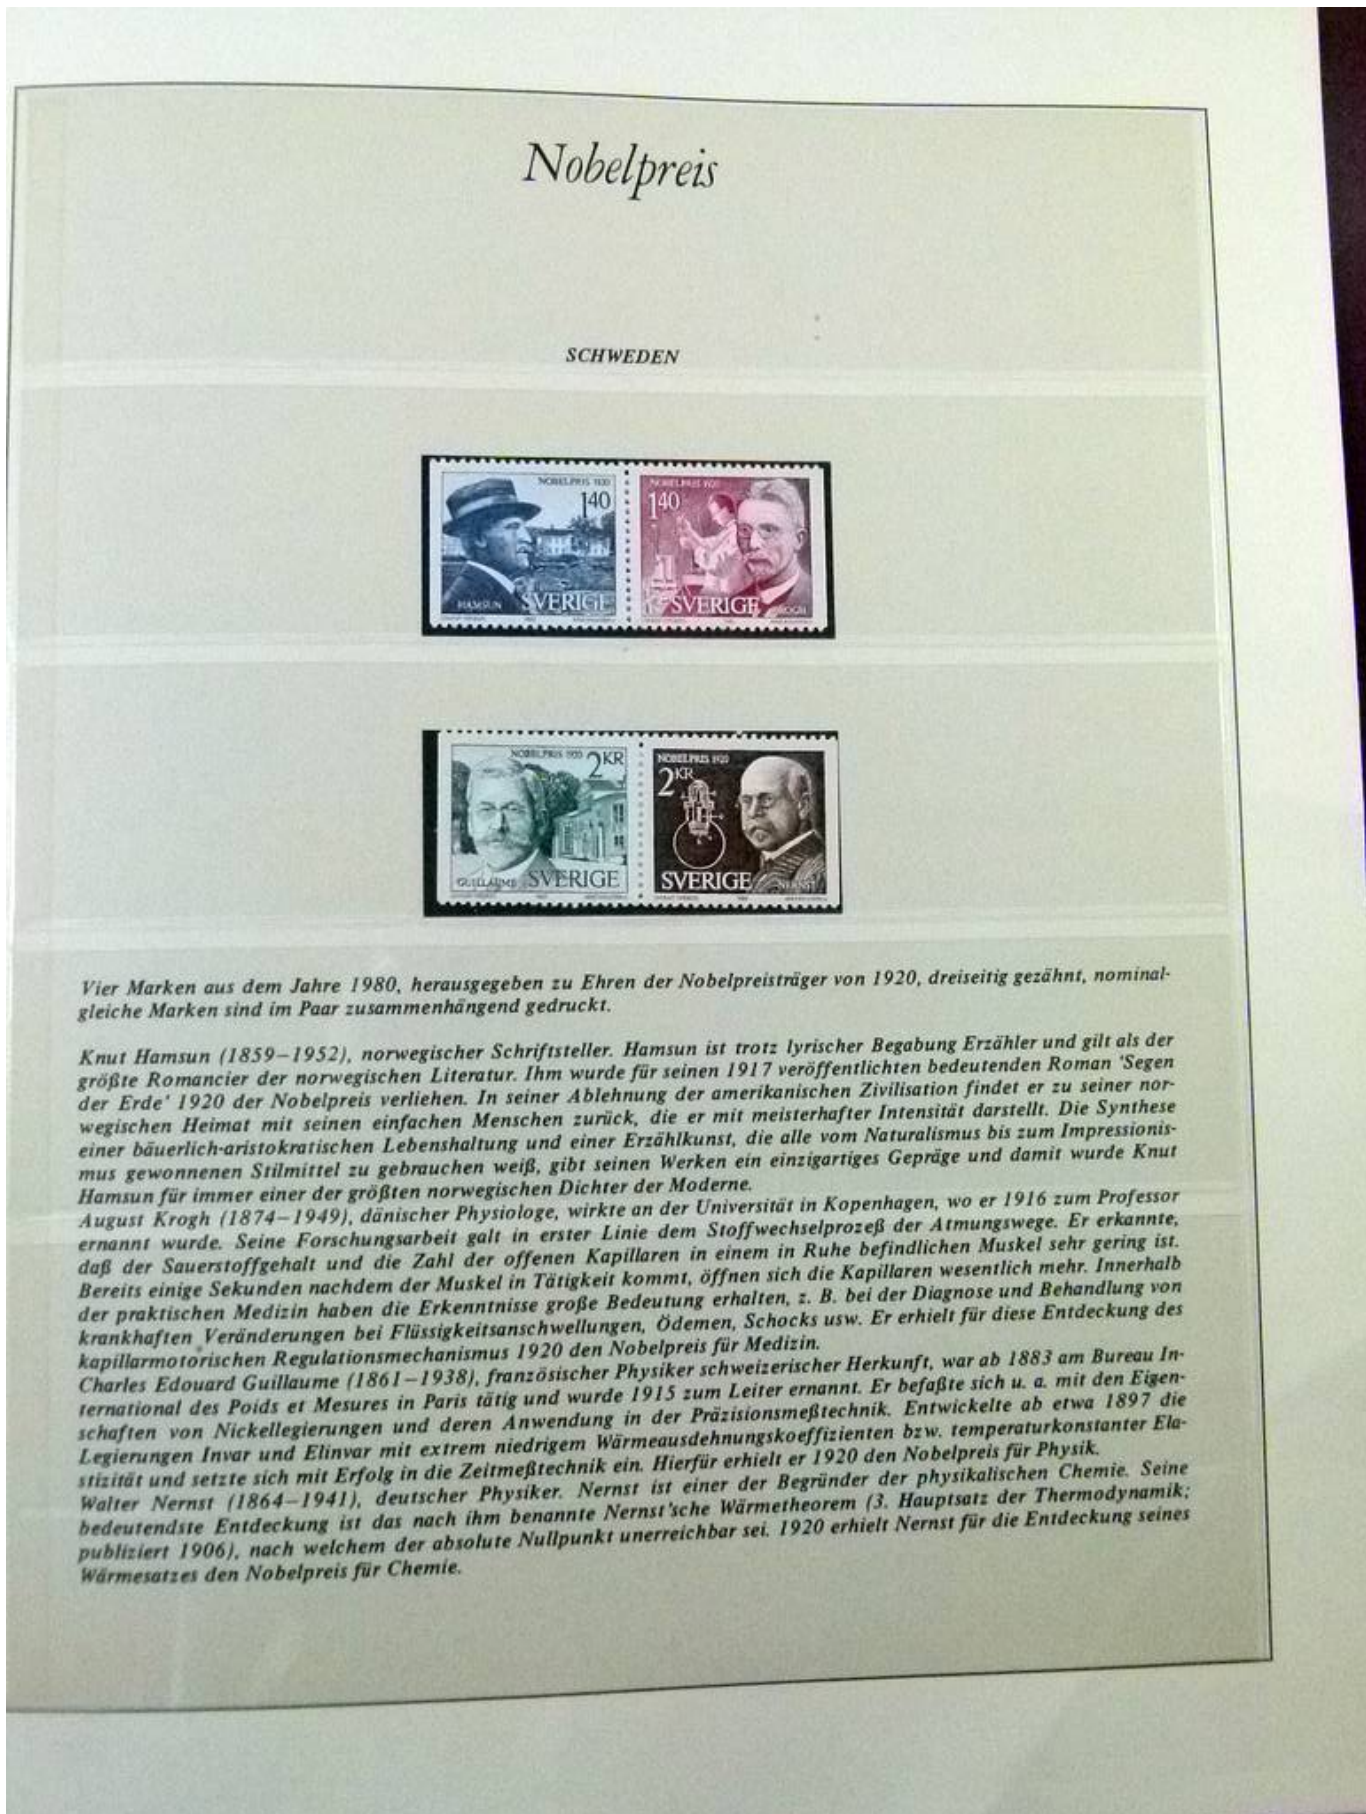 Nobelpreis
SCHWEDEN
NOBELPRIS 1920
140
HAMSUN SVERIGE
NOBELPRIS 1920
140
SVERIGE
NOBELPRIS 1920 2KR
GUILLAUME SVERIGE
NOBELPRIS 1920
2KR
SVERIGE NERNST
Vier Marken aus dem Jahre 1980, herausgegeben zu Ehren der Nobelpreisträger von 1920, dreiseitig gezähnt, nominal-
gleiche Marken sind im Paar zusammenhängend gedruckt.
Knut Hamsun (1859–1952), norwegischer Schriftsteller. Hamsun ist trotz lyrischer Begabung Erzähler und gilt als der
größte Romancier der norwegischen Literatur. Ihm wurde für seinen 1917 veröffentlichten bedeutenden Roman 'Segen
der Erde' 1920 der Nobelpreis verliehen. In seiner Ablehnung der amerikanischen Zivilisation findet er zu seiner nor-
wegischen Heimat mit seinen einfachen Menschen zurück, die er mit meisterhafter Intensität darstellt. Die Synthese
einer bäuerlich-aristokratischen Lebenshaltung und einer Erzählkunst, die alle vom Naturalismus bis zum Impressionis-
mus gewonnenen Stilmittel zu gebrauchen weiß, gibt seinen Werken ein einzigartiges Gepräge und damit wurde Knut
Hamsun für immer einer der größten norwegischen Dichter der Moderne.
August Krogh (1874–1949), dänischer Physiologe, wirkte an der Universität in Kopenhagen, wo er 1916 zum Professor
ernannt wurde. Seine Forschungsarbeit galt in erster Linie dem Stoffwechselprozeß der Atmungswege. Er erkannte,
daß der Sauerstoffgehalt und die Zahl der offenen Kapillaren in einem in Ruhe befindlichen Muskel sehr gering ist.
Bereits einige Sekunden nachdem der Muskel in Tätigkeit kommt, öffnen sich die Kapillaren wesentlich mehr. Innerhalb
der praktischen Medizin haben die Erkenntnisse große Bedeutung erhalten, z. B. bei der Diagnose und Behandlung von
krankhaften Veränderungen bei Flüssigkeitsanschwellungen, Ödemen, Schocks usw. Er erhielt für diese Entdeckung des
kapillarmotorischen Regulationsmechanismus 1920 den Nobelpreis für Medizin.
Charles Edouard Guillaume (1861–1938), französischer Physiker schweizerischer Herkunft, war ab 1883 am Bureau In-
ternational des Poids et Mesures in Paris tätig und wurde 1915 zum Leiter ernannt. Er befaßte sich u. a. mit den Eigen-
schaften von Nickellegierungen und deren Anwendung in der Präzisionsmeßtechnik. Entwickelte ab etwa 1897 die
Legierungen Invar und Elinvar mit extrem niedrigem Wärmeausdehnungskoeffizienten bzw. temperaturkonstanter Ela-
stizität und setzte sich mit Erfolg in die Zeitmeßtechnik ein. Hierfür erhielt er 1920 den Nobelpreis für Physik.
Walter Nernst (1864–1941), deutscher Physiker. Nernst ist einer der Begründer der physikalischen Chemie. Seine
bedeutendste Entdeckung ist das nach ihm benannte Nernst'sche Wärmetheorem (3. Hauptsatz der Thermodynamik;
publiziert 1906), nach welchem der absolute Nullpunkt unerreichbar sei. 1920 erhielt Nernst für die Entdeckung seines
Wärmesatzes den Nobelpreis für Chemie.